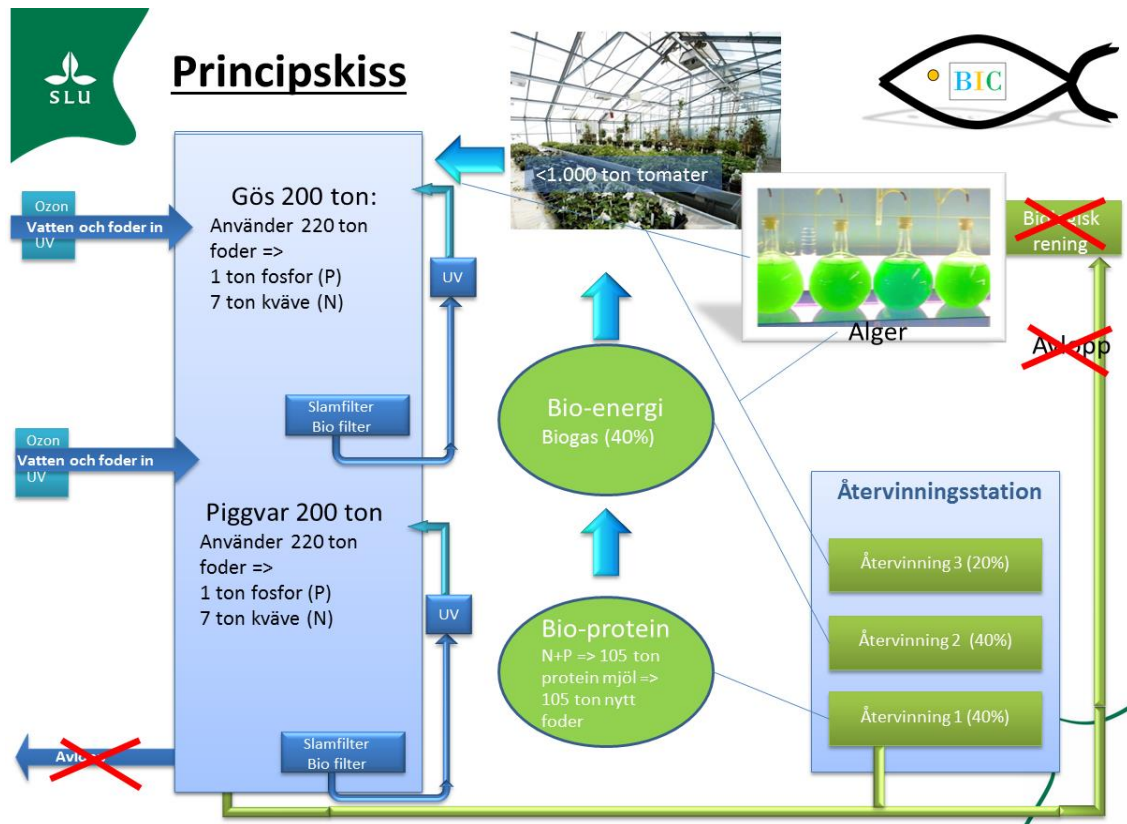 SLU
Principskiss
BIC
<1.000 ton tomater
Gös 200 ton:
Använder 220 ton
foder =>
1 ton fosfor (P)
7 ton kväve (N)
Ozon
Vatten och foder in
UV
UV
Slamfilter
Bio filter
Biologisk
rening
Alger
Avlopp
Bio-energi
Biogas (40%)
Ozon
Vatten och foder in
UV
Piggvar 200 ton
Använder 220 ton
foder =>
1 ton fosfor (P)
7 ton kväve (N)
UV
Slamfilter
Bio filter
Avlopp
Bio-protein
N+P => 105 ton
protein mjöl =>
105 ton nytt
foder
Återvinningsstation
Återvinning 3 (20%)
Återvinning 2 (40%)
Återvinning 1 (40%)